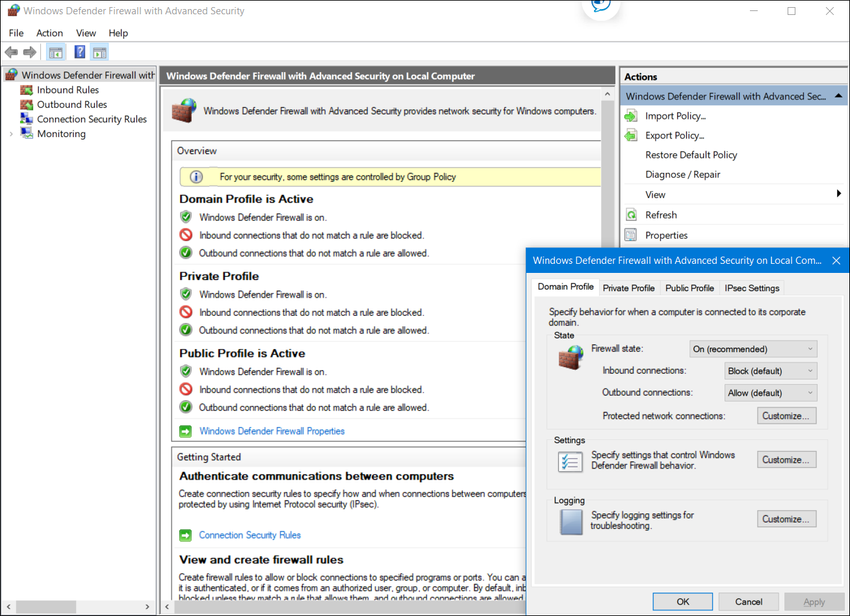 Windows Defender Firewall with Advanced Security
File Action View Help
Windows Defender Firewall with
Inbound Rules
Outbound Rules
Connection Security Rules
Monitoring
Windows Defender Firewall with Advanced Security on Local Computer
Windows Defender Firewall with Advanced Security provides network security for Windows computers.
Overview
For your security, some settings are controlled by Group Policy
Domain Profile is Active
Windows Defender Firewall is on.
Inbound connections that do not match a rule are blocked.
Outbound connections that do not match a rule are allowed.
Private Profile
Windows Defender Firewall is on.
Inbound connections that do not match a rule are blocked.
Outbound connections that do not match a rule are allowed.
Public Profile is Active
Windows Defender Firewall is on.
Inbound connections that do not match a rule are blocked.
Outbound connections that do not match a rule are allowed.
Windows Defender Firewall Properties
Getting Started
Authenticate communications between computers
Create connection security rules to specify how and when connections between computers
protected by using Internet Protocol security (IPsec).
Connection Security Rules
View and create firewall rules
Create firewall rules to allow or block connections to specified programs or ports. You can a
it is authenticated, or if it comes from an authorized user, group, or computer. By default, inb
blocked unless they match a rule that allows them, and outbound connections are allowed
Actions
Windows Defender Firewall with Advanced Sec...
Import Policy...
Export Policy...
Restore Default Policy
Diagnose / Repair
View
Refresh
Properties
Windows Defender Firewall with Advanced Security on Local Com...
Domain Profile Private Profile Public Profile IPsec Settings
Specify behavior for when a computer is connected to its corporate
domain.
State
Firewall state: On (recommended)
Inbound connections: Block (default)
Outbound connections: Allow (default)
Protected network connections: Customize...
Settings
Specify settings that control Windows
Defender Firewall behavior.
Customize...
Logging
Specify logging settings for
troubleshooting.
Customize...
OK Cancel Apply